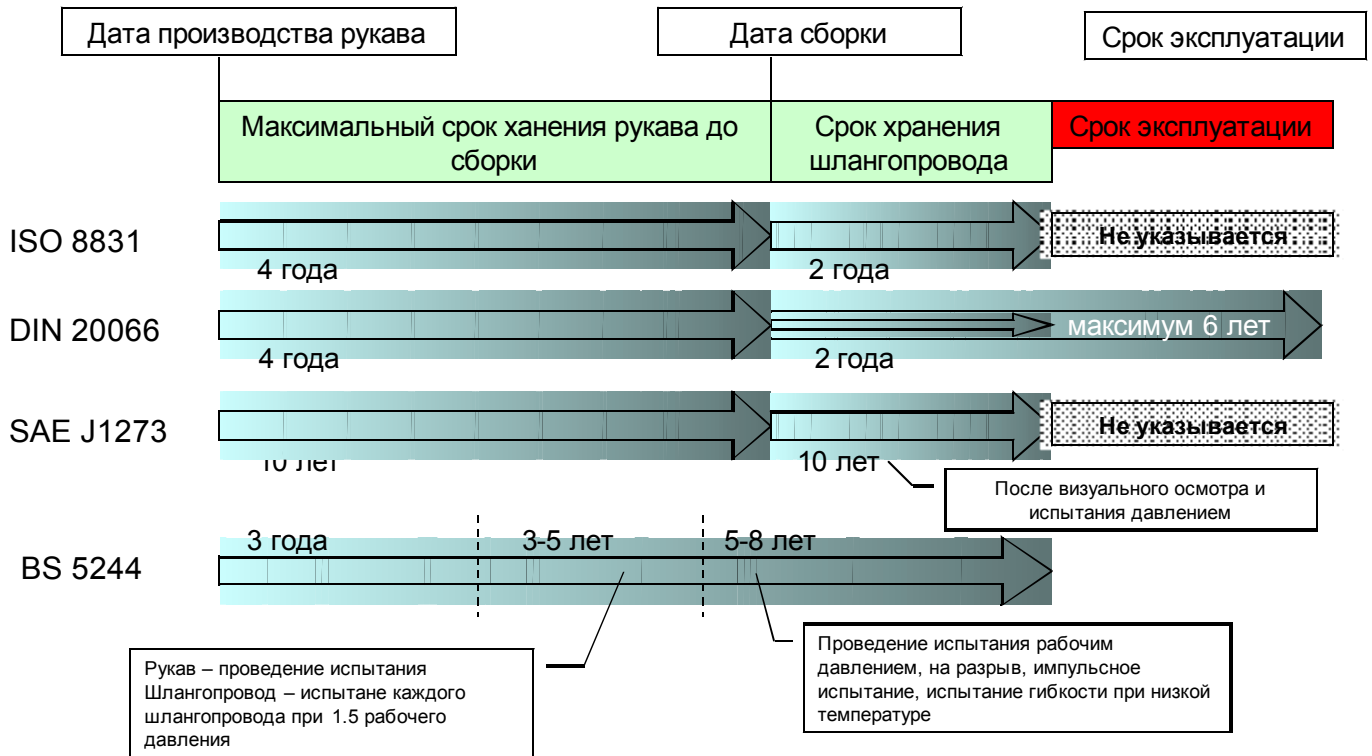 Дата производства рукава
Дата сборки
Срок эксплуатации
Максимальный срок ханения рукава до
сборки
Срок хранения
шлангопровода
Срок эксплуатации
ISO 8831
4 года
2 года
Не указывается
DIN 20066
4 года
2 года
максимум 6 лет
SAE J1273
10 лет
10 лет
Не указывается
После визуального осмотра и
испытания давлением
BS 5244
3 года
3-5 лет
5-8 лет
Рукав – проведение испытания
Шлангопровод – испытане каждого
шлангопровода при 1.5 рабочего
давления
Проведение испытания рабочим
давлением, на разрыв, импульсное
испытание, испытание гибкости при низкой
температуре